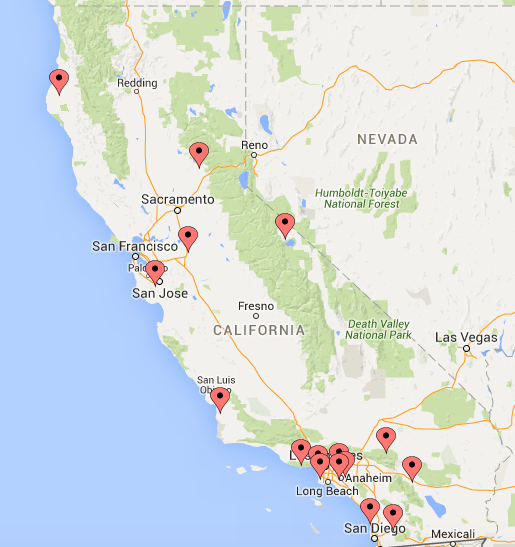 Redding
Reno
NEVADA
Humboldt-Toiyabe
National Forest
Sacramento
San Francisco
San Jose
Fresno
CALIFORNIA
Death Valley
National Park
Las Vegas
San Luis
Anaheim
Long Beach
San Diego
Mexicali